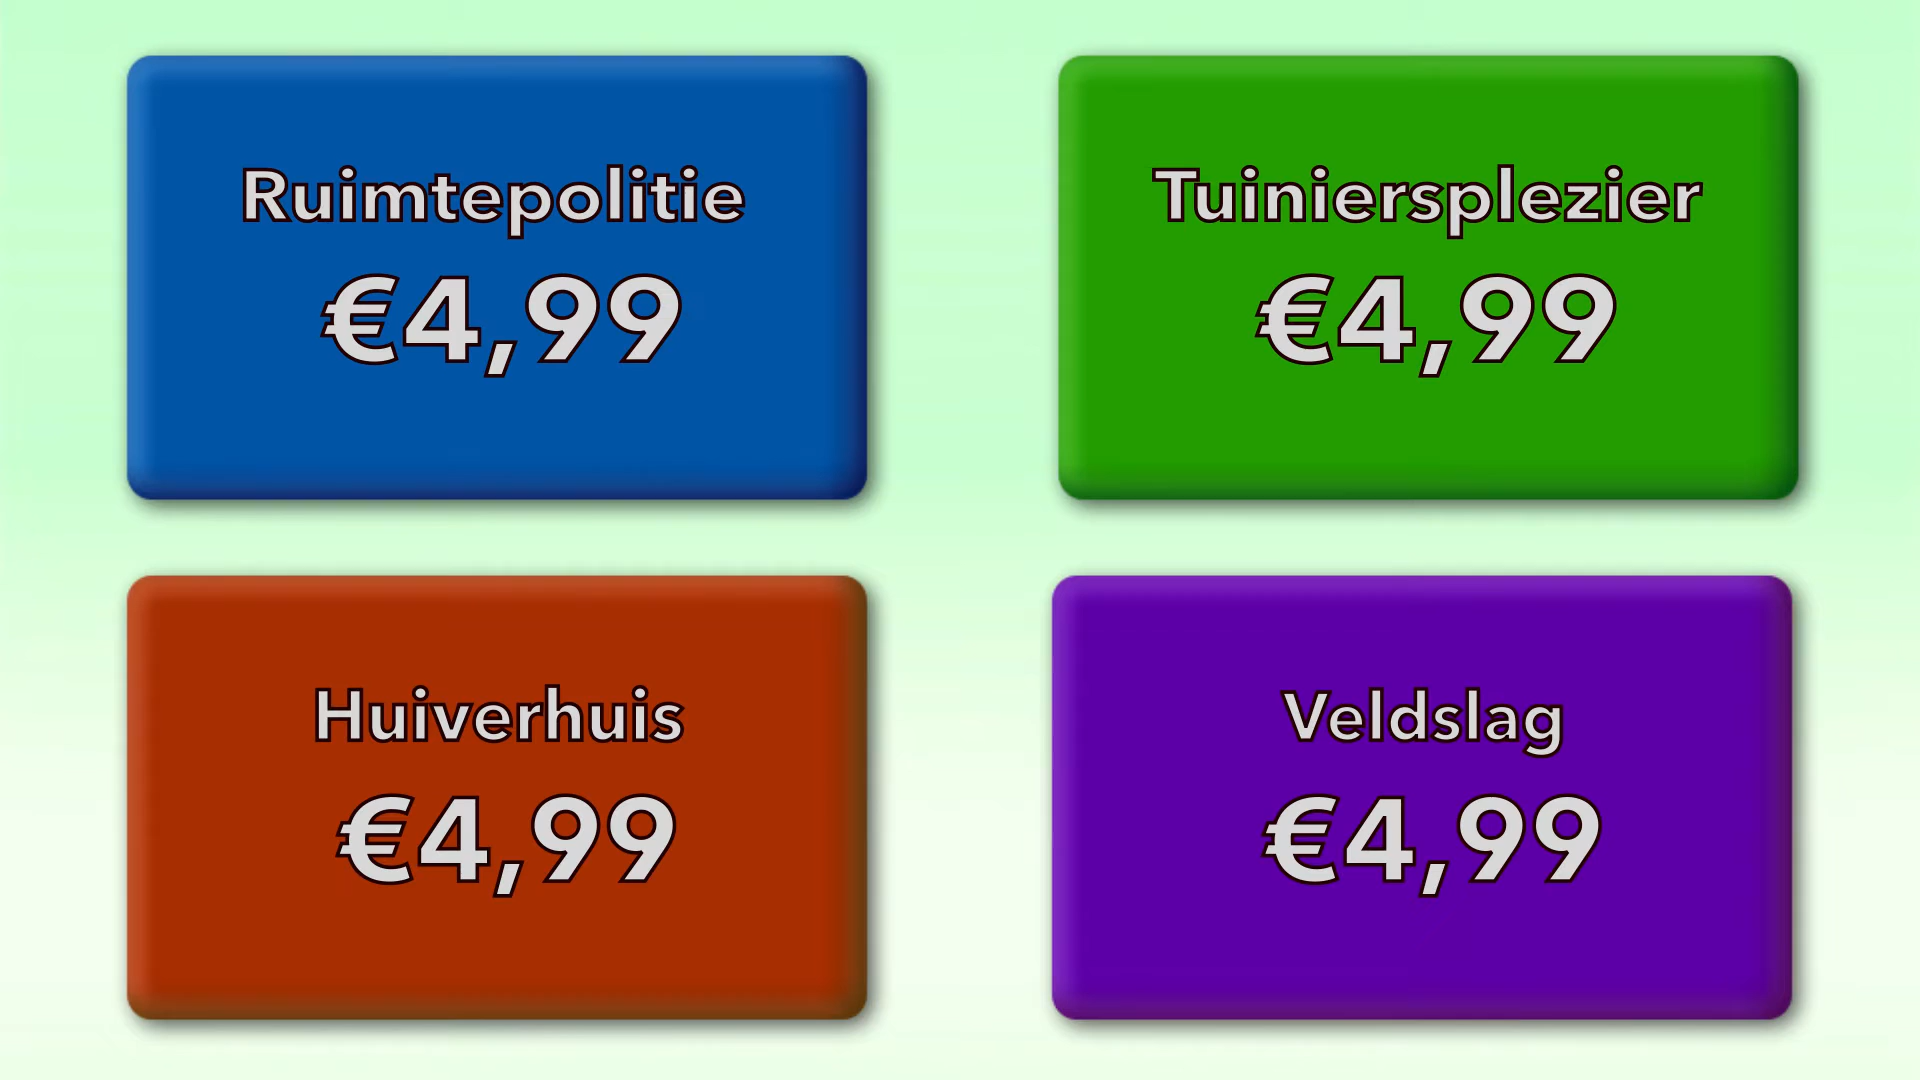 Ruimtepolitie
€4,99
Tuiniersplezier
€4,99
Huiverhuis
€4,99
Veldslag
€4,99